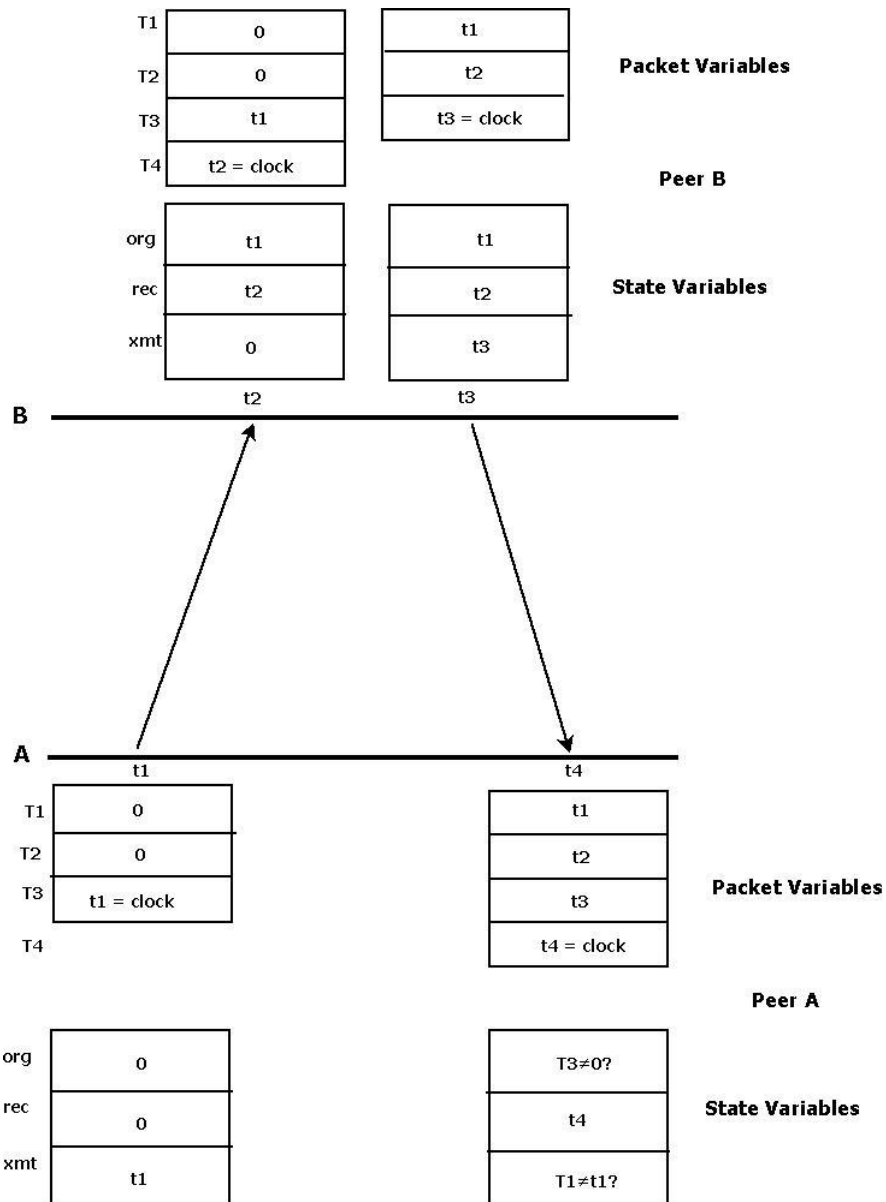 T1 0 t1
Packet Variables
T2 0 t2
T3 t1 t3 = clock
T4 t2 = clock
Peer B
org t1 t1
rec t2 t2
State Variables
xmt 0 t3
t2 t3
B
A
t1 t4
T1 0 t1
T2 0 t2
T3 t1 = clock t3
Packet Variables
T4 t4 = clock
Peer A
org 0 T3≠0?
rec 0 t4
State Variables
xmt t1 T1≠t1?